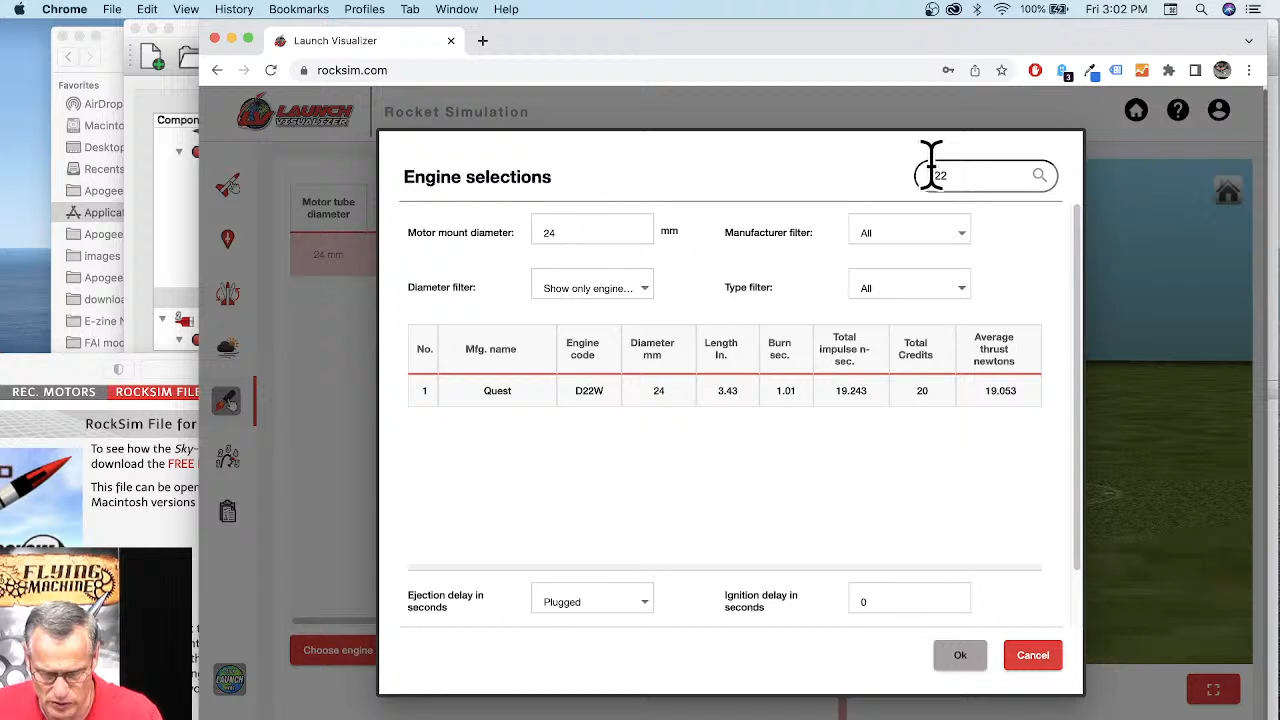 Chrome File Edit View History Bookmarks Profiles Tab Window Help
100% Fri 3:02 PM
Launch Visualizer
rocksim.com
3
Favorites
AirDrop
Macinto
Desktop
Recents
Apogee
Applicat
Apogee
images
Apogee
downloa
E-zine N
FAI mod
Compon
LAUNCH
VISUALIZER
Rocket Simulation
Motor tube
diameter
24 mm
Choose engine
Engine selections
22
Motor mount diameter: 24 mm
Manufacturer filter: All
Diameter filter: Show only engine...
Type filter: All
No. Mfg. name Engine code Diameter mm Length In. Burn sec. Total impulse n-sec. Total Credits Average thrust newtons
1 Quest D22W 24 3.43 1.01 19.243 20 19.053
Ejection delay in seconds Plugged
Ignition delay in seconds 0
Ok Cancel
REC. MOTORS ROCKSIM FILE
RockSim File for
To see how the Sky-
download the FREE
This file can be open
Macintosh versions
FLYING
MACHINE
LAUNCH